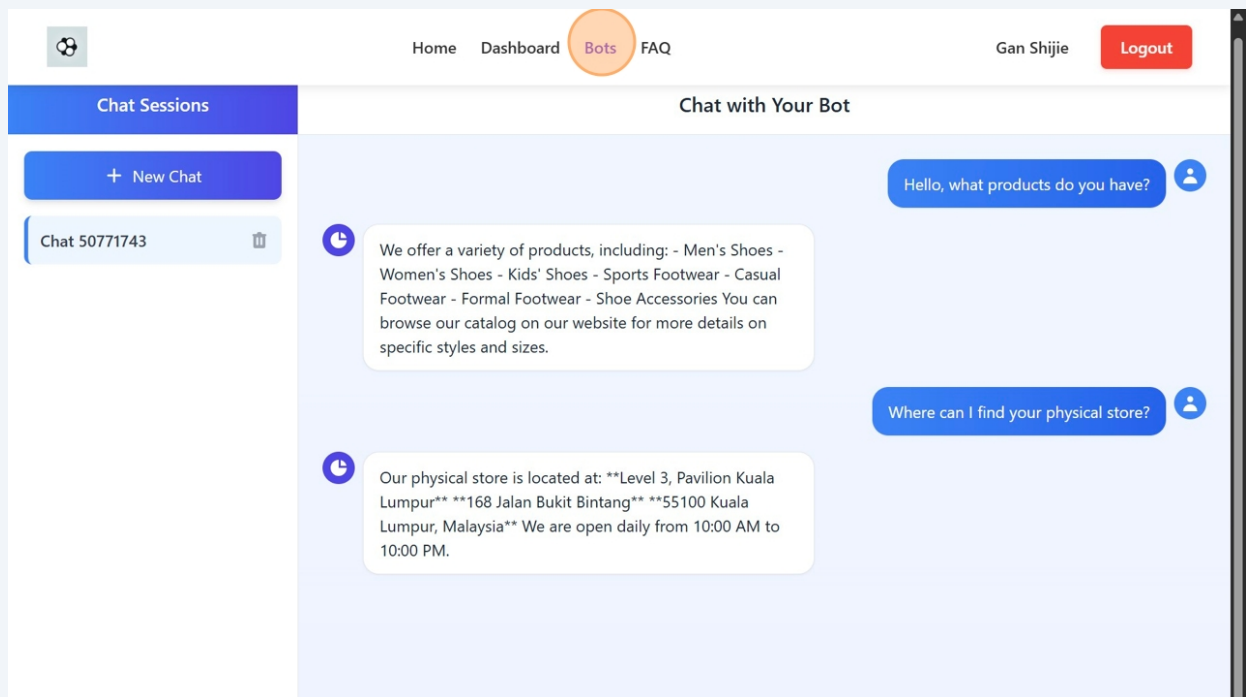 Home Dashboard Bots FAQ Gan Shijie Logout
Chat Sessions
Chat with Your Bot
+ New Chat
Chat 50771743
Hello, what products do you have?
We offer a variety of products, including: - Men's Shoes -
Women's Shoes - Kids' Shoes - Sports Footwear - Casual
Footwear - Formal Footwear - Shoe Accessories You can
browse our catalog on our website for more details on
specific styles and sizes.
Where can I find your physical store?
Our physical store is located at: **Level 3, Pavilion Kuala
Lumpur** **168 Jalan Bukit Bintang** **55100 Kuala
Lumpur, Malaysia** We are open daily from 10:00 AM to
10:00 PM.